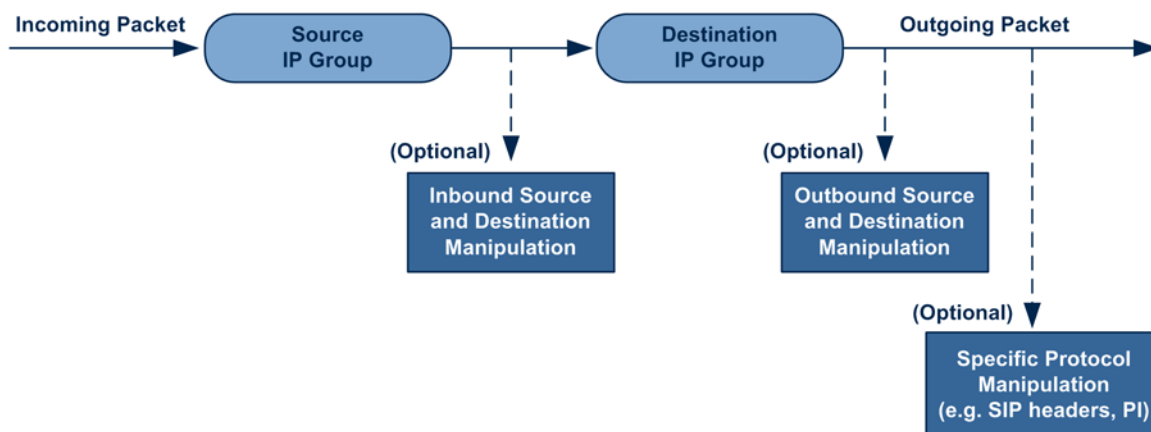 Incoming Packet
Source
IP Group
Destination
IP Group
Outgoing Packet
(Optional)
Inbound Source
and Destination
Manipulation
(Optional)
Outbound Source
and Destination
Manipulation
(Optional)
Specific Protocol
Manipulation
(e.g. SIP headers, PI)